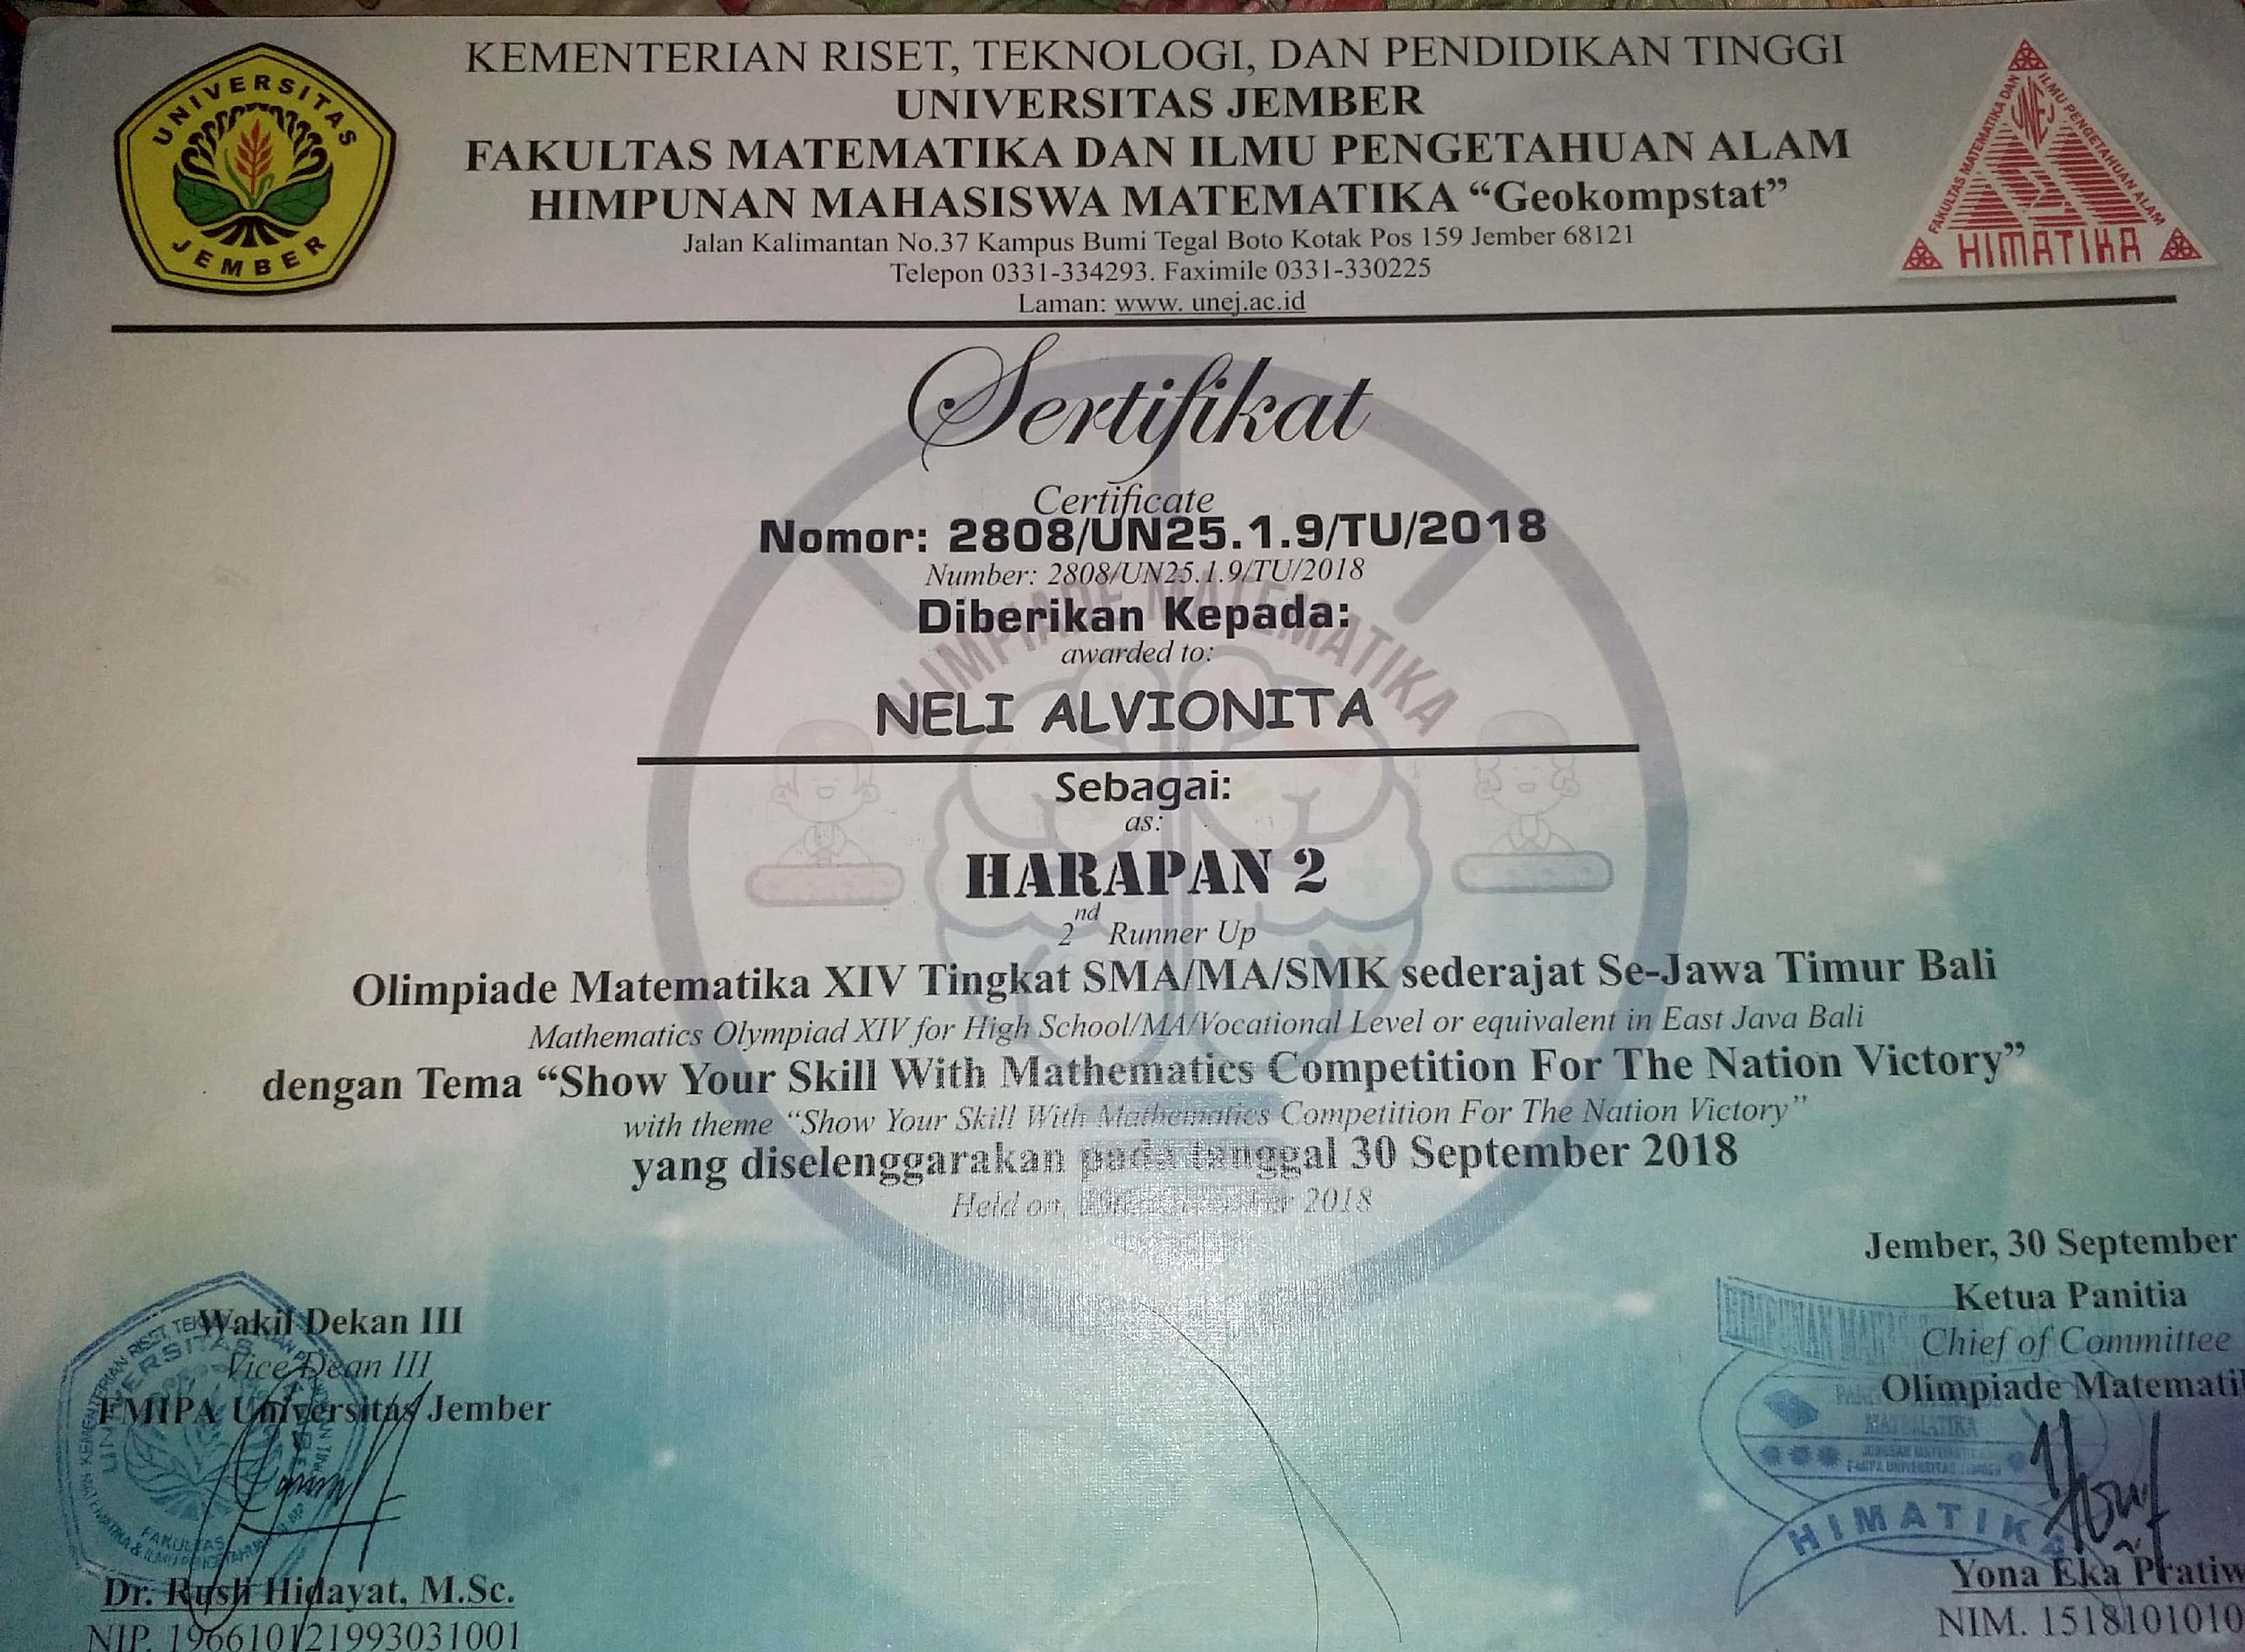 KEMENTERIAN RISET, TEKNOLOGI, DAN PENDIDIKAN TINGGI
UNIVERSITAS JEMBER
FAKULTAS MATEMATIKA DAN ILMU PENGETAHUAN ALAM
HIMPUNAN MAHASISWA MATEMATIKA “Geokompstat”
Jalan Kalimantan No.37 Kampus Bumi Tegal Boto Kotak Pos 159 Jember 68121
Telepon 0331-334293. Faximile 0331-330225
Laman: www. unej.ac.id
UNIVERSITAS
JEMBER
FAKULTAS MATEMATIKA DAN ILMU PENGETAHUAN ALAM
UNEJ
HIMATIKA
Sertifikat
Certificate
Nomor: 2808/UN25.1.9/TU/2018
Number: 2808/UN25.1.9/TU/2018
Diberikan Kepada:
awarded to:
OLIMPIADE MATEMATIKA
NELI ALVIONITA
Sebagai:
as:
HARAPAN 2
2nd Runner Up
Olimpiade Matematika XIV Tingkat SMA/MA/SMK sederajat Se-Jawa Timur Bali
Mathematics Olympiad XIV for High School/MA/Vocational Level or equivalent in East Java Bali
dengan Tema “Show Your Skill With Mathematics Competition For The Nation Victory”
with theme “Show Your Skill With Mathematics Competition For The Nation Victory”
yang diselenggarakan pada tanggal 30 September 2018
Held on, 2018
Jember, 30 September
Ketua Panitia
Chief of Committee
Olimpiade Matemati
HIMATIKA
Yona Eka Pratiw
NIM. 1518101010
Wakil Dekan III
Vice Dean III
FMIPA Universitas Jember
FAKULTAS
Dr. Rusli Hidayat, M.Sc.
NIP. 196610121993031001